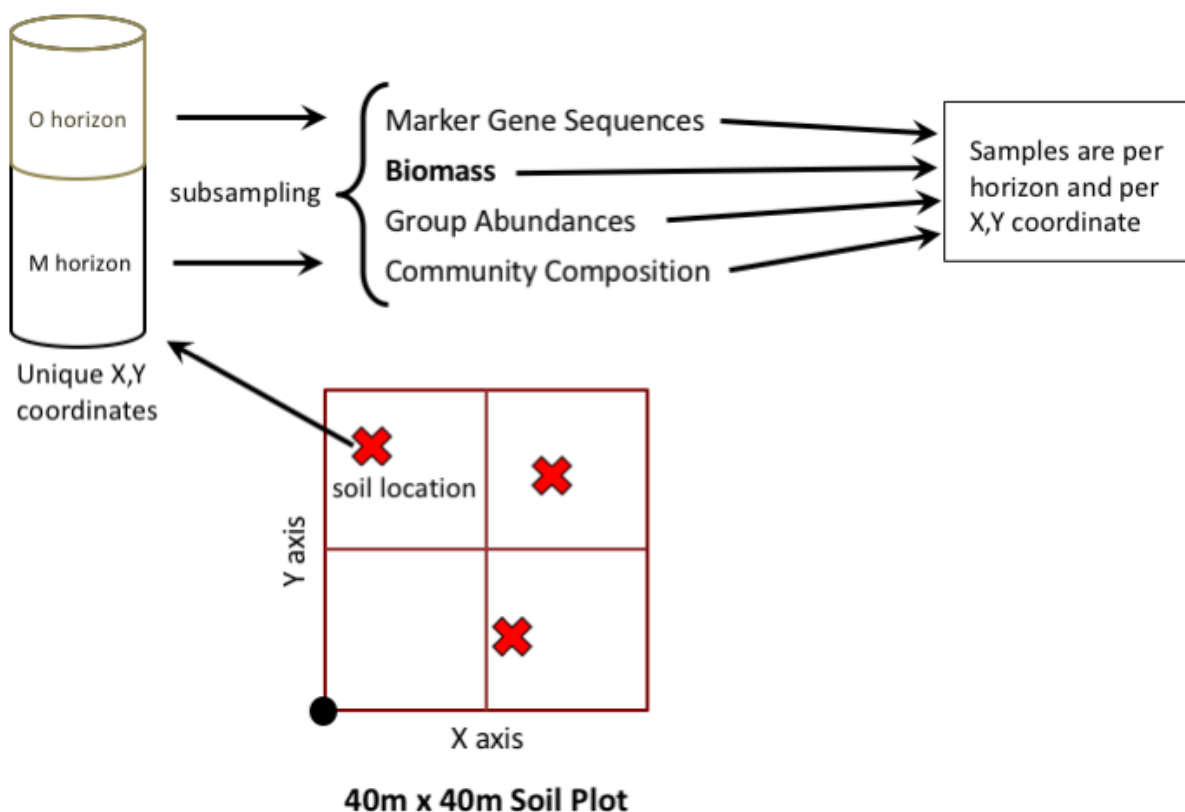 O horizon
M horizon
Unique X,Y
coordinates
subsampling
Marker Gene Sequences
Biomass
Group Abundances
Community Composition
Samples are per
horizon and per
X,Y coordinate
soil location
Y axis
X axis
40m x 40m Soil Plot